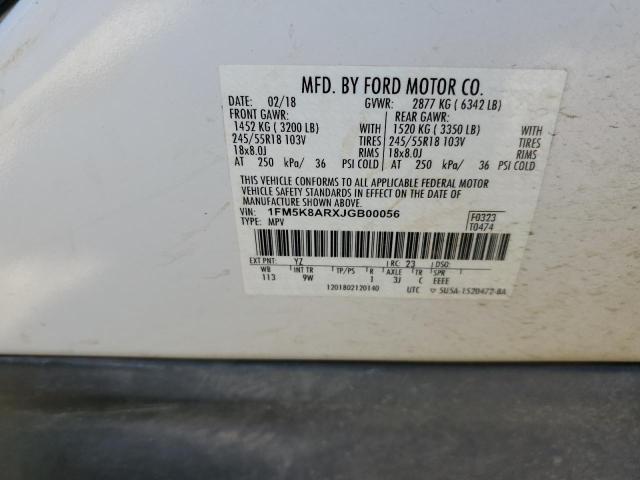 MFD. BY FORD MOTOR CO.
DATE: 02/18 GVWR: 2877 KG ( 6342 LB)
FRONT GAWR: REAR GAWR:
1452 KG ( 3200 LB) WITH 1520 KG ( 3350 LB) WITH
245/55R18 103V TIRES 245/55R18 103V TIRES
18x8.0J RIMS 18x8.0J RIMS
AT 250 kPa/ 36 PSI COLD AT 250 kPa/ 36 PSI COLD
THIS VEHICLE CONFORMS TO ALL APPLICABLE FEDERAL MOTOR
VEHICLE SAFETY STANDARDS IN EFFECT ON THE DATE OF
MANUFACTURE SHOWN ABOVE.
VIN: 1FM5K8ARXJGB00056 F0323
TYPE: MPV T0474
EXT PNT: YZ RC: 23 DSO:
WB INT TR TP/PS R AXLE TR SPR
113 9W 1 3J C EEEE
1201802120140 UTC 5U5A-1520472-BA